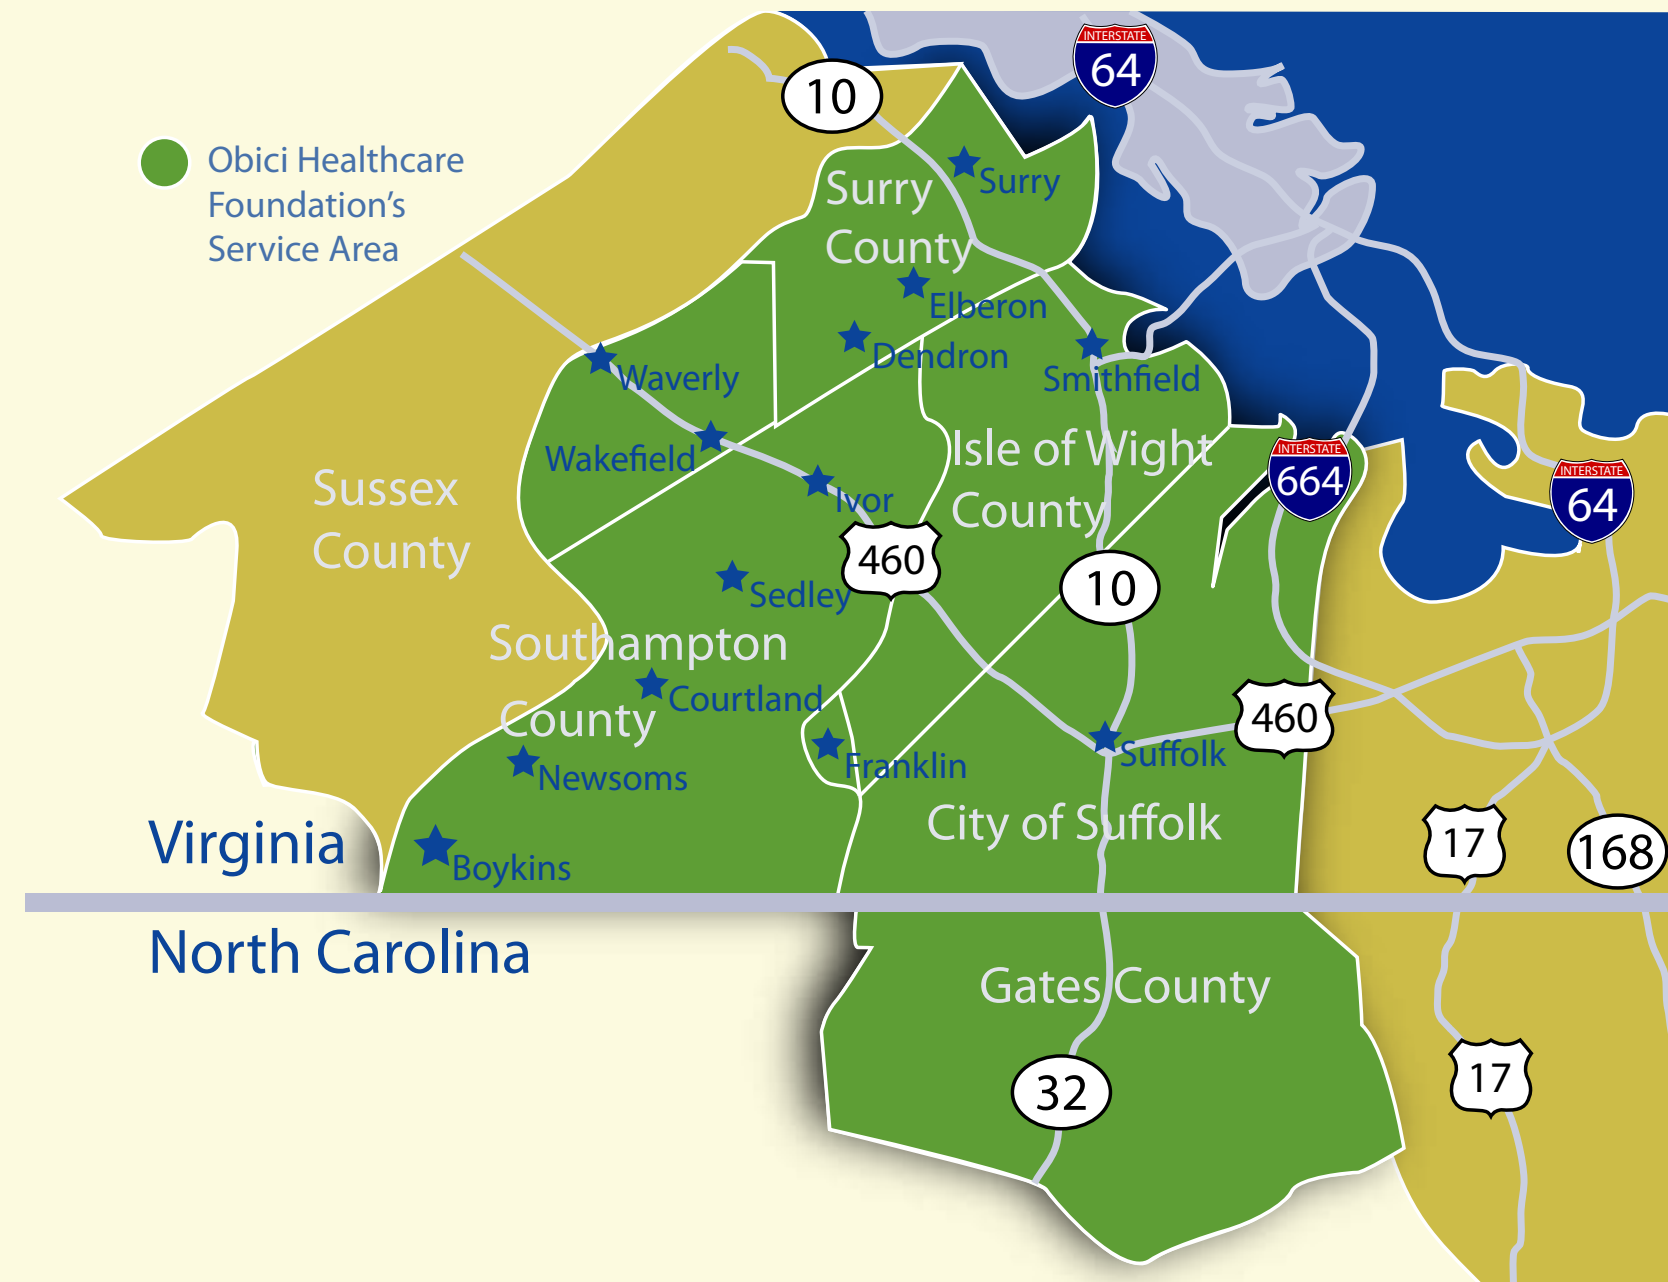 INTERSTATE
64
10
Obici Healthcare
Foundation's
Service Area
Surry
County
Surry
Elberon
Dendron
Smithfield
Waverly
Wakefield
Ivor
Isle of Wight
County
INTERSTATE
664
INTERSTATE
64
Sussex
County
460
10
Sedley
Southampton
County
Courtland
460
Newsoms
Franklin
Suffolk
City of Suffolk
Virginia
Boykins
17
168
North Carolina
Gates County
32
17